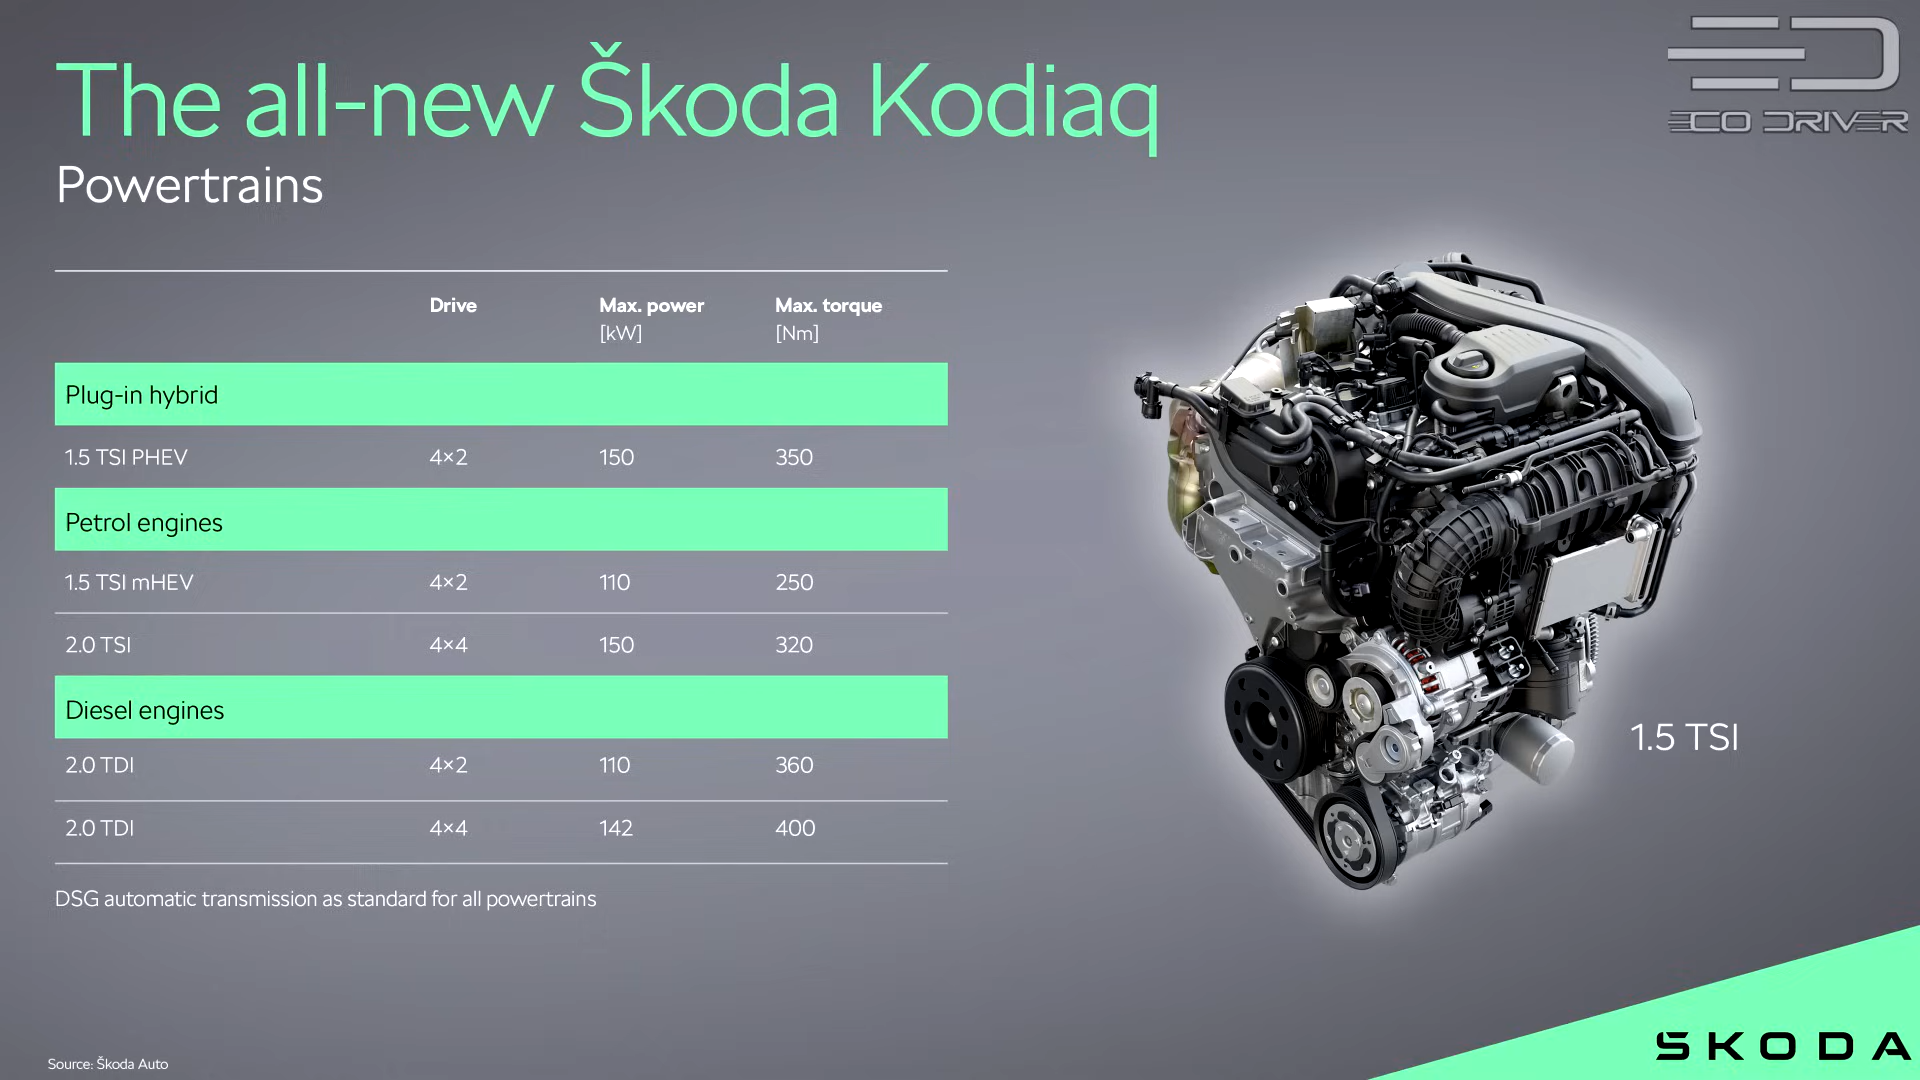 The all-new Škoda Kodiaq
ECO DRIVER
Powertrains
Drive Max. power Max. torque
[kW] [Nm]
Plug-in hybrid
1.5 TSI PHEV 4×2 150 350
Petrol engines
1.5 TSI mHEV 4×2 110 250
2.0 TSI 4×4 150 320
Diesel engines
2.0 TDI 4×2 110 360
2.0 TDI 4×4 142 400
1.5 TSI
DSG automatic transmission as standard for all powertrains
Source: Škoda Auto
ŠKODA